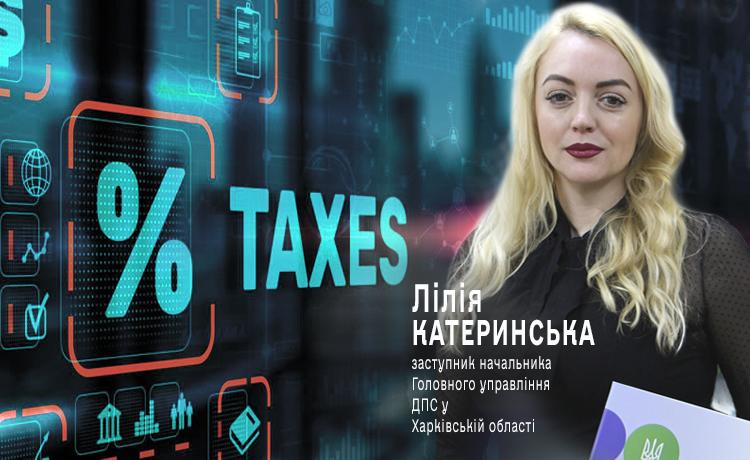 $
%
TAXES
Лілія
КАТЕРИНСЬКА
заступник начальника
Головного управління
ДПС у
Харківській області